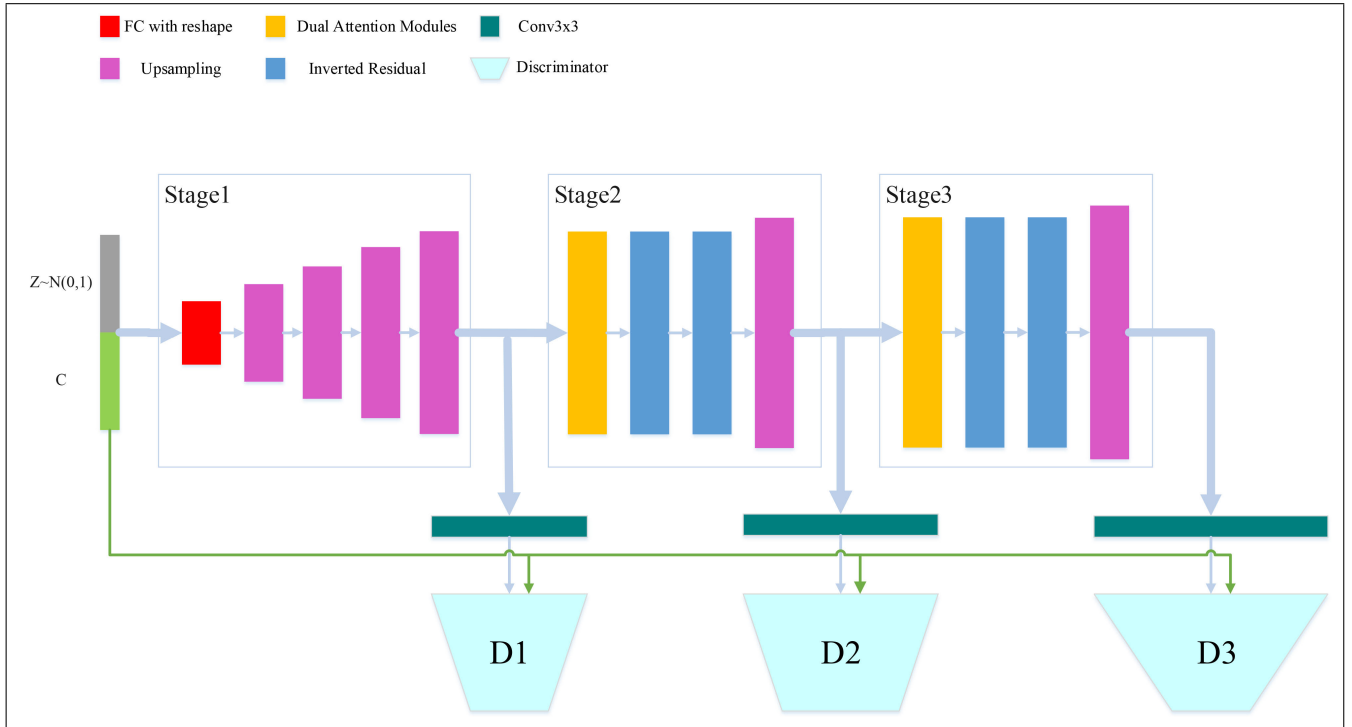 FC with reshape Dual Attention Modules Conv3x3
Upsampling Inverted Residual Discriminator
Stage1 Stage2 Stage3
Z~N(0,1)
C
D1 D2 D3